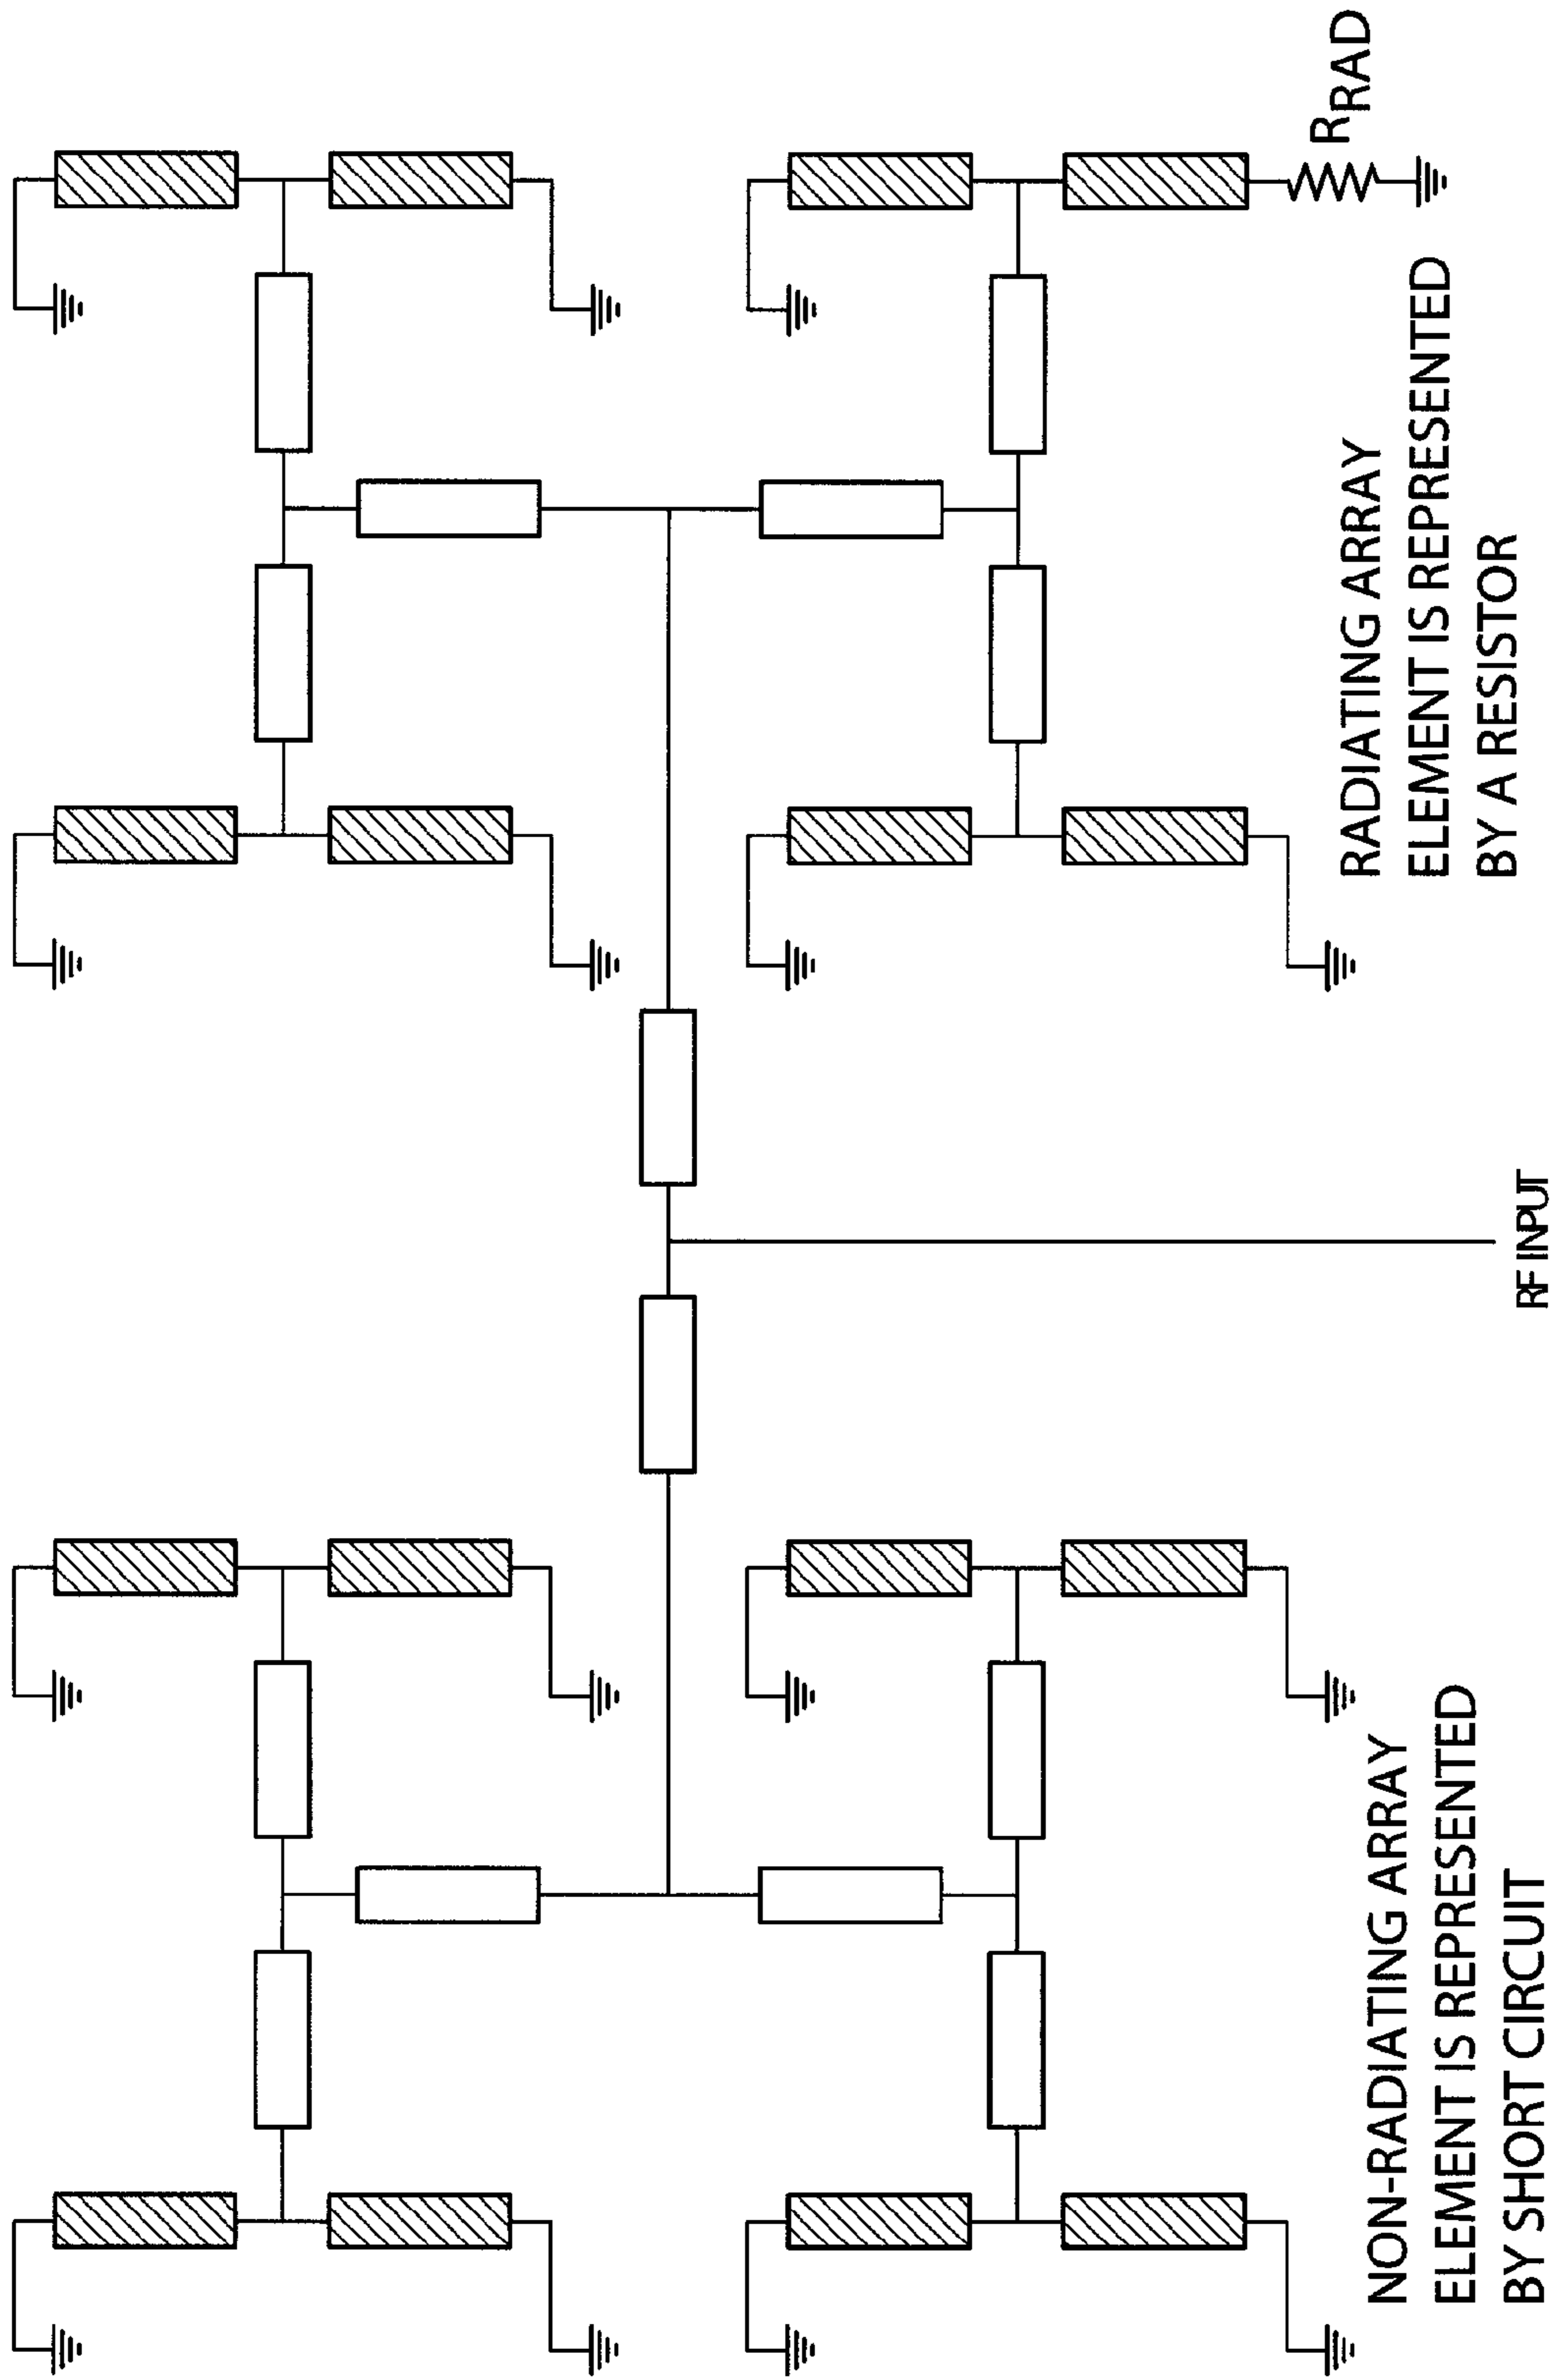 NON-RADIATING ARRAY
ELEMENT IS REPRESENTED
BY SHORT CIRCUIT
RF INPUT
RADIATING ARRAY
ELEMENT IS REPRESENTED
BY A RESISTOR
RRAD